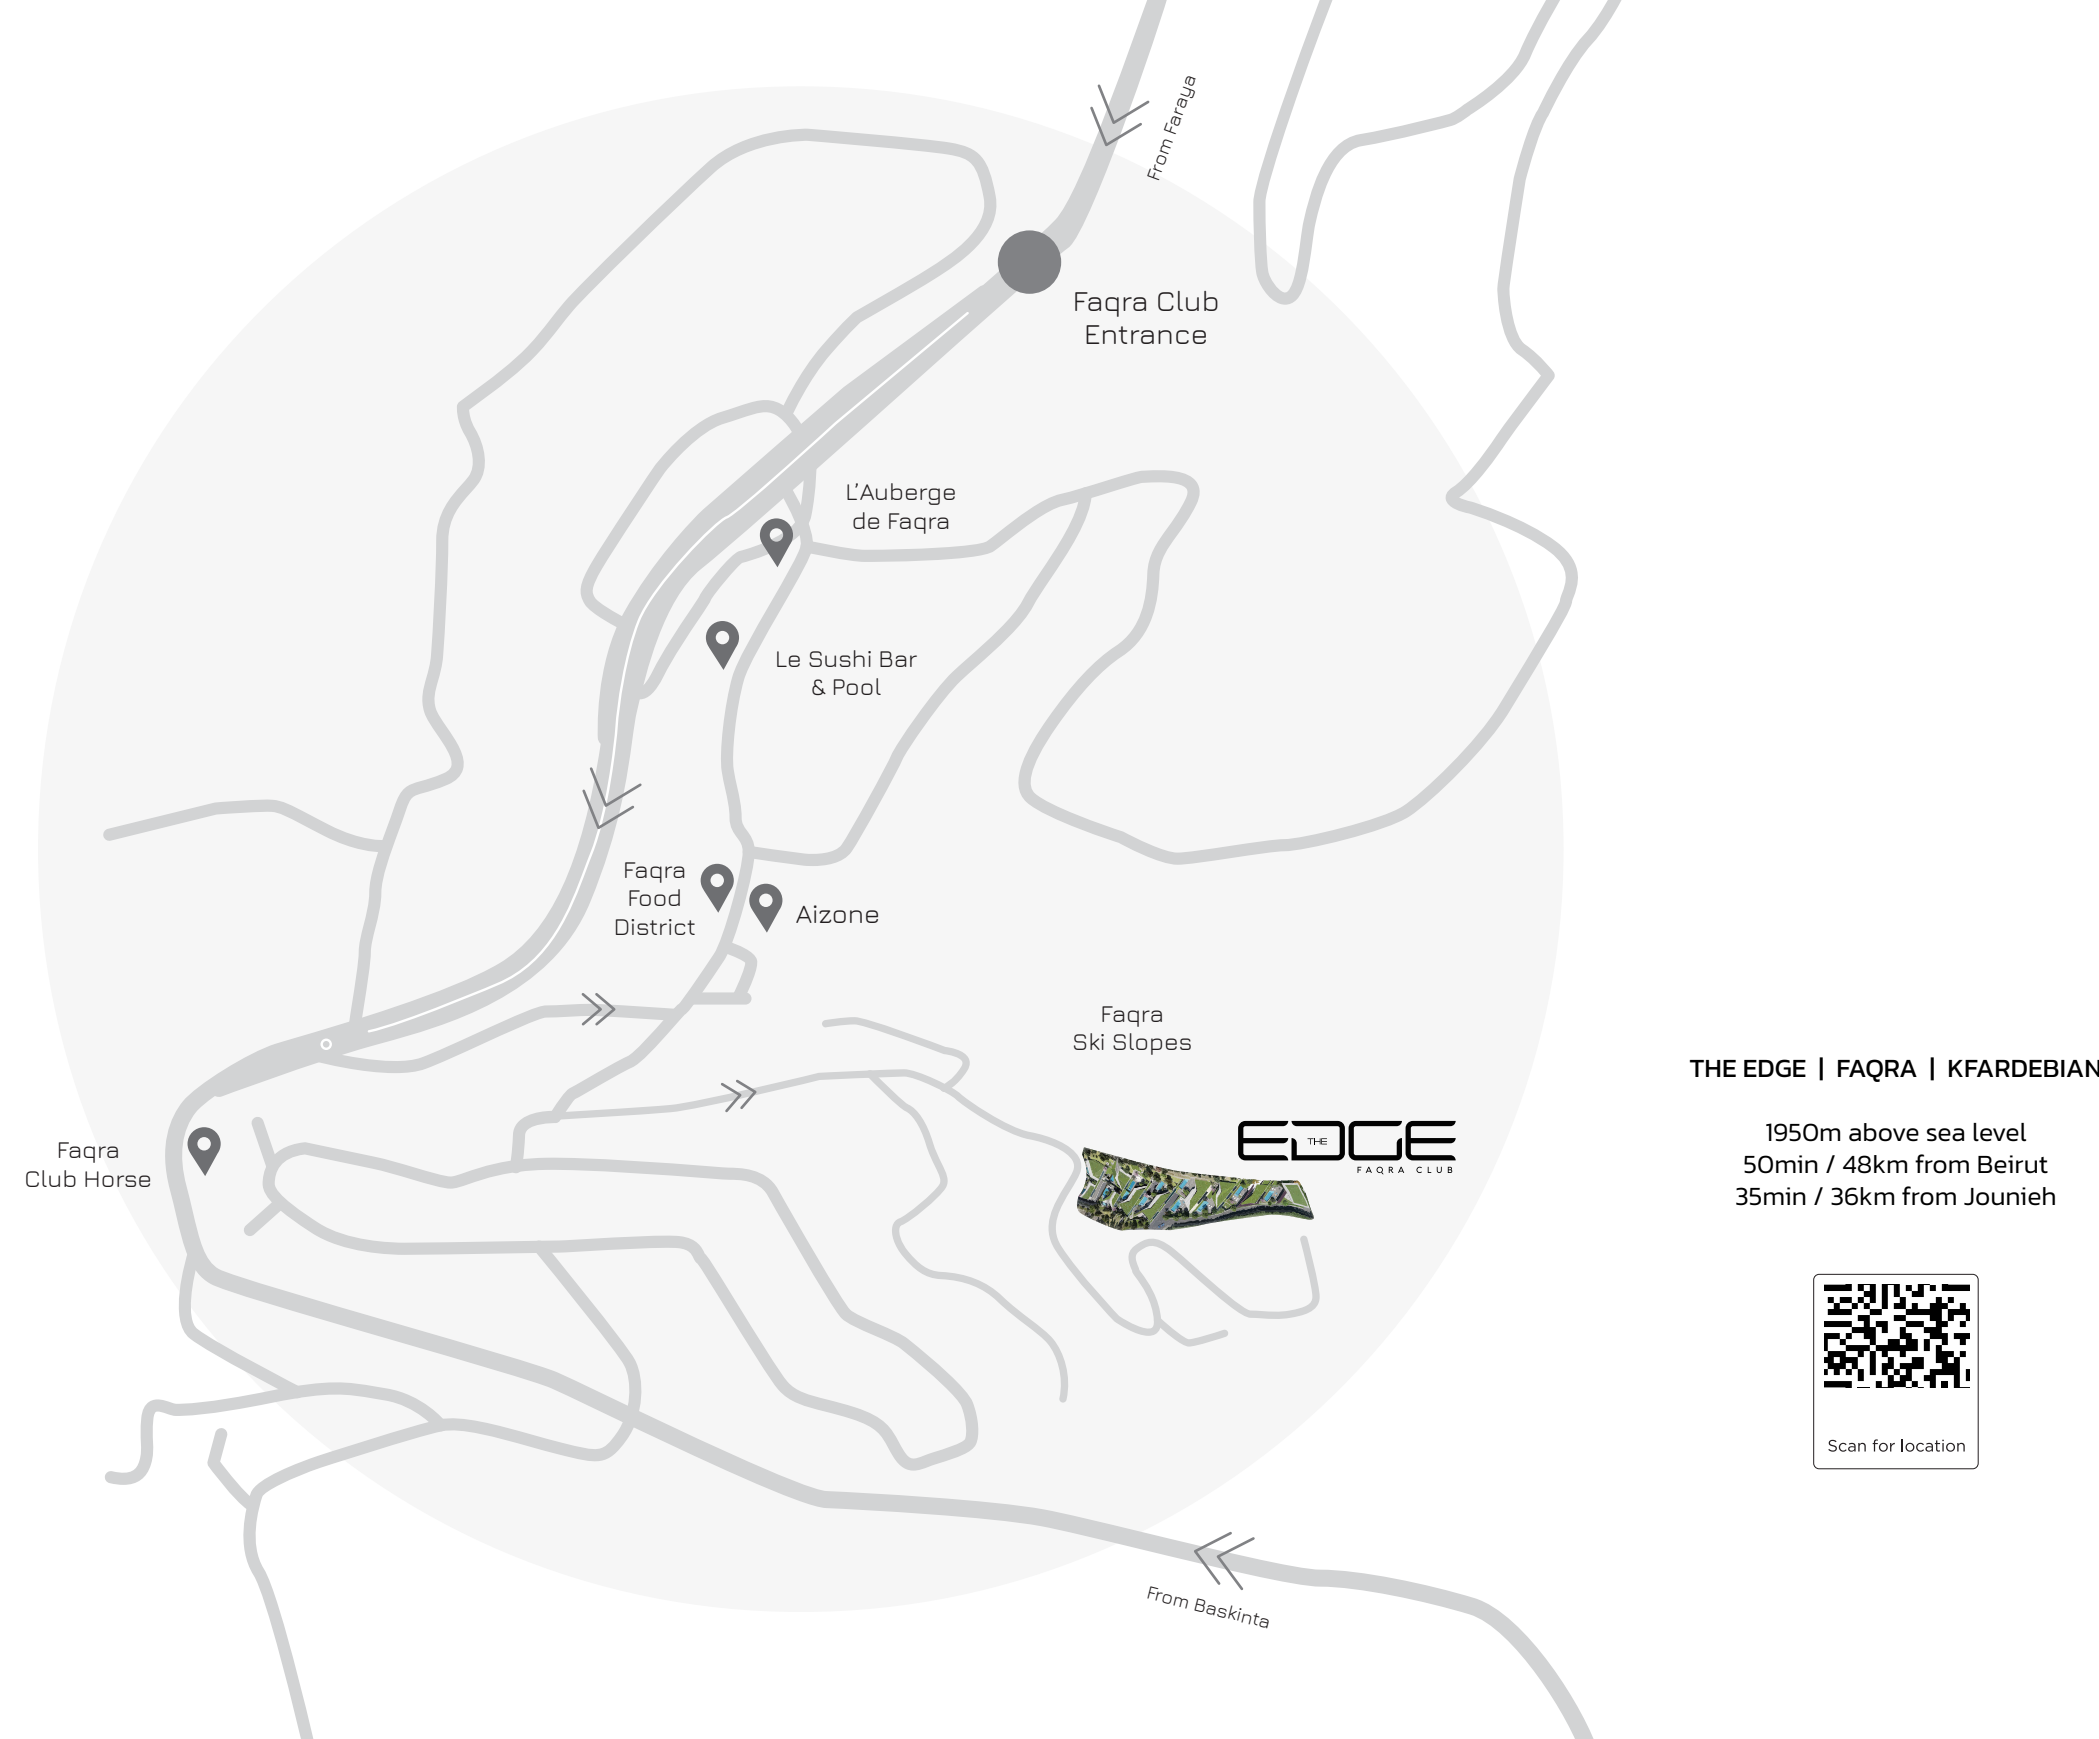 From Faraya
Faqra Club
Entrance
L'Auberge
de Faqra
Le Sushi Bar
& Pool
Faqra
Food
District
Aizone
Faqra
Ski Slopes
THE EDGE | FAQRA | KFARDEBIAN
1950m above sea level
50min / 48km from Beirut
35min / 36km from Jounieh
EDGE
THE
FAQRA CLUB
Faqra
Club Horse
Scan for location
From Baskinta